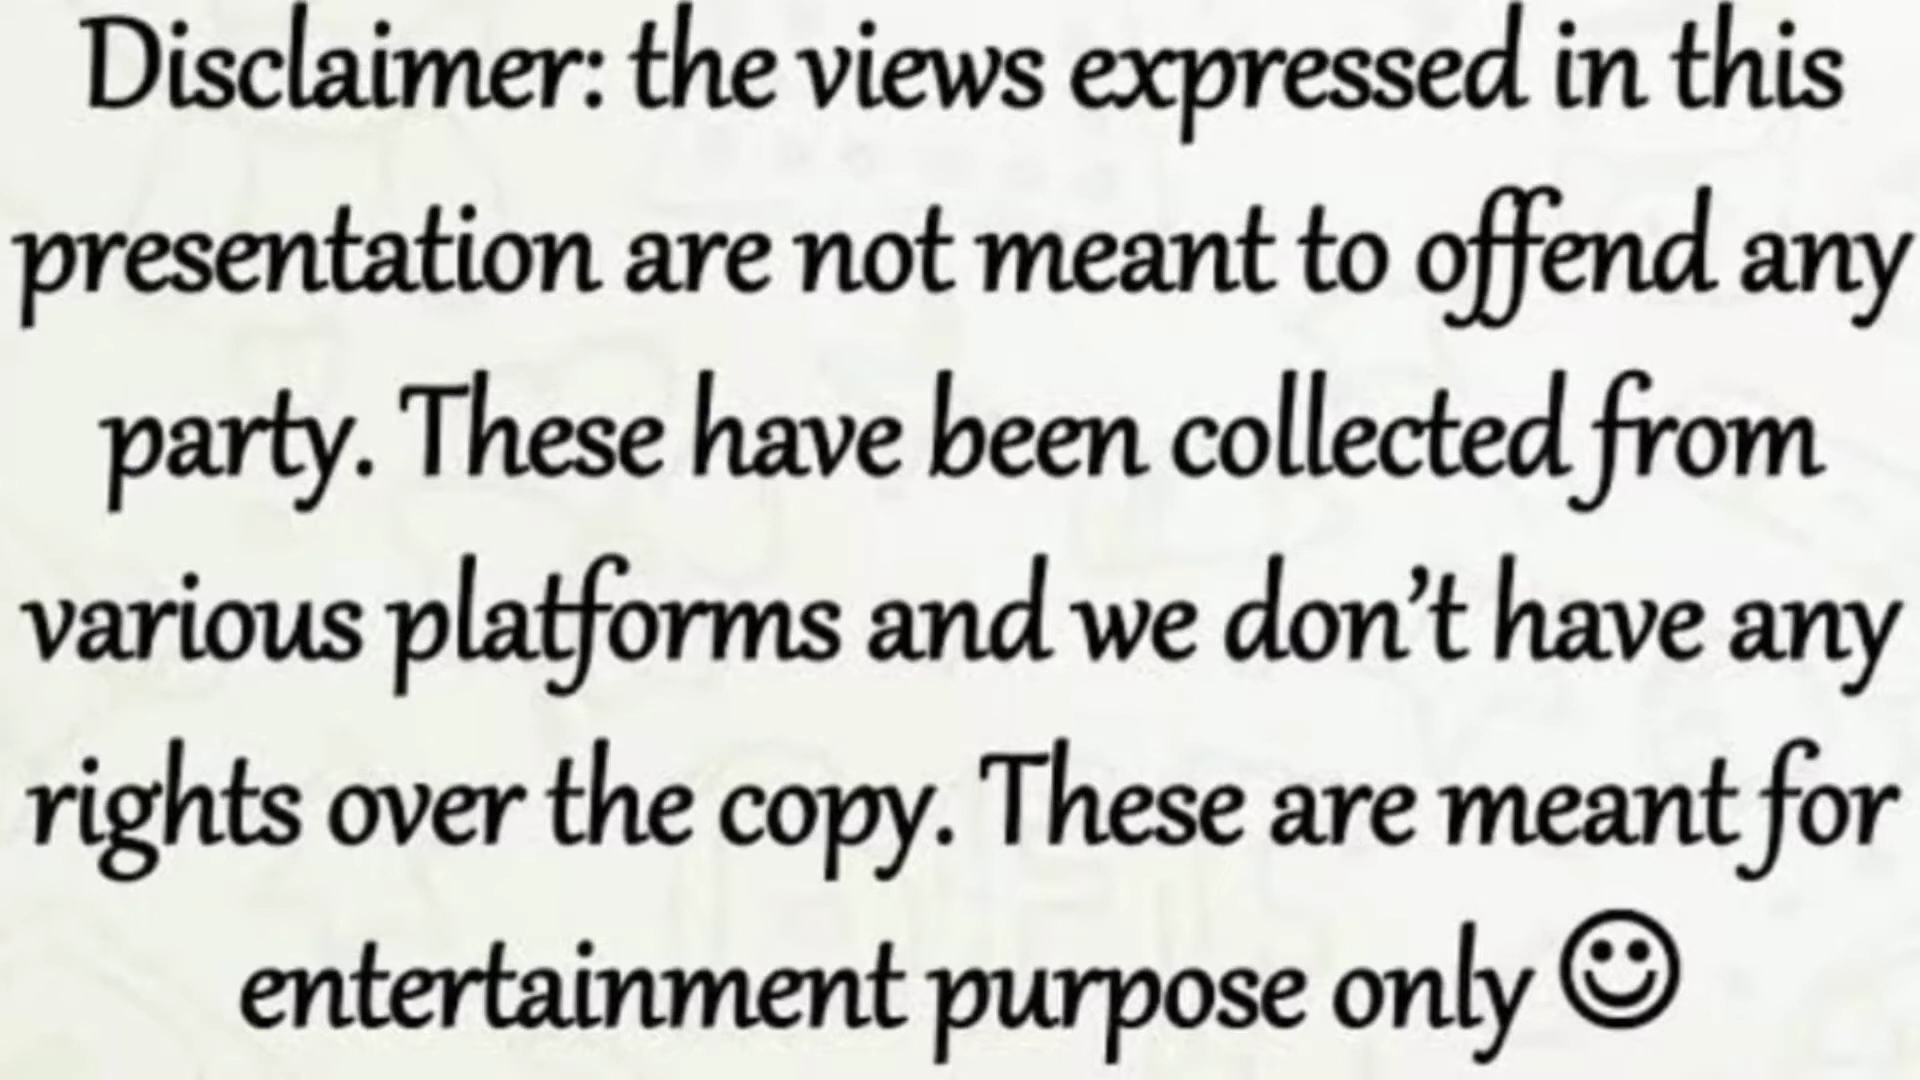 Disclaimer: the views expressed in this
presentation are not meant to offend any
party. These have been collected from
various platforms and we don't have any
rights over the copy. These are meant for
entertainment purpose only ☺